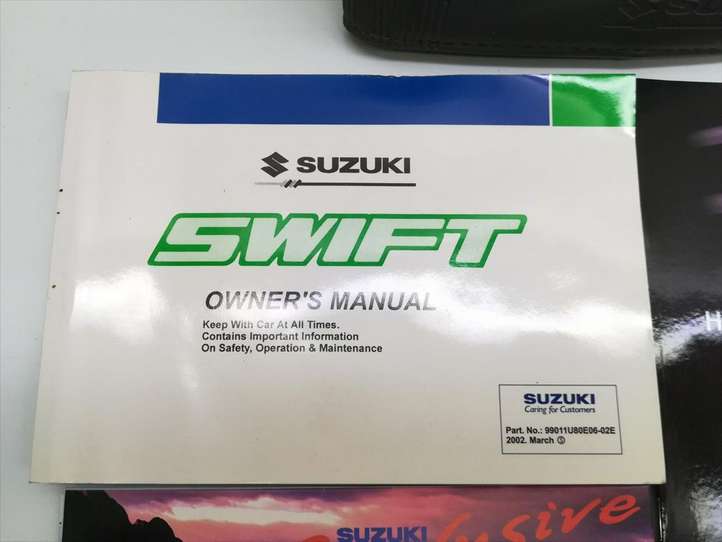 SUZUKI
SWIFT
OWNER'S MANUAL
Keep With Car At All Times.
Contains Important Information
On Safety, Operation & Maintenance
SUZUKI
Caring for Customers
Part. No.: 99011U80E06-02E
2002. March ⑤
H
SUZUKI